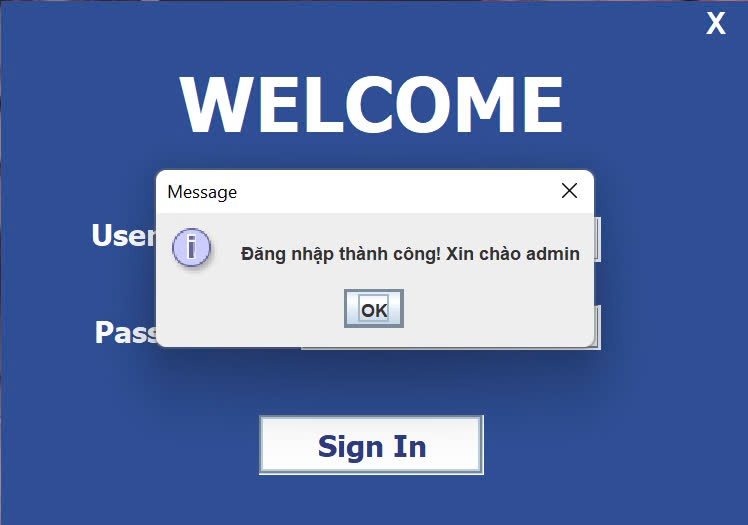 X
WELCOME
Message
User
Đăng nhập thành công! Xin chào admin
OK
Pass
Sign In